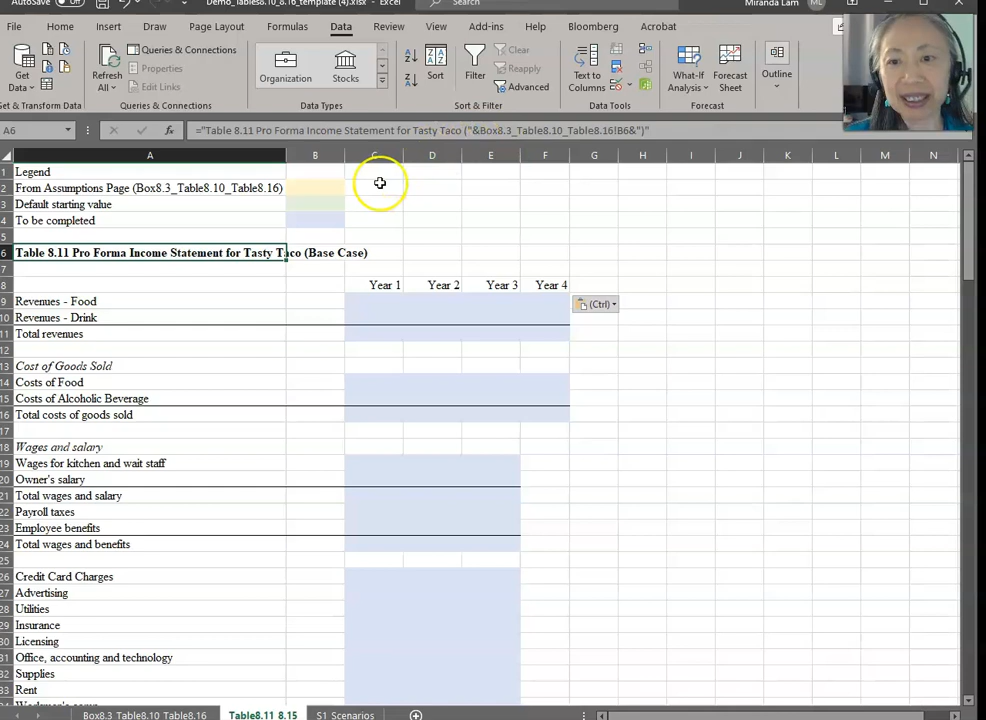 AutoSave Off
Demo_Tables8.10_8.16_template (4).xlsx - Excel
Search
Miranda Lam ML
File Home Insert Draw Page Layout Formulas Data Review View Add-ins Help Bloomberg Acrobat
Get Data
Refresh All
Queries & Connections
Properties
Edit Links
Organization
Stocks
Sort
Filter
Clear
Reapply
Advanced
Text to Columns
What-If Analysis
Forecast Sheet
Outline
Get & Transform Data
Queries & Connections
Data Types
Sort & Filter
Data Tools
Forecast
A6 fx ="Table 8.11 Pro Forma Income Statement for Tasty Taco ("&Box8.3_Table8.10_Table8.16!B6&")"
A B C D E F G H I J K L M N
1 Legend
2 From Assumptions Page (Box8.3_Table8.10_Table8.16)
3 Default starting value
4 To be completed
5
6 Table 8.11 Pro Forma Income Statement for Tasty Taco (Base Case)
7
8 Year 1 Year 2 Year 3 Year 4
9 Revenues - Food (Ctrl)
10 Revenues - Drink
11 Total revenues
12
13 Cost of Goods Sold
14 Costs of Food
15 Costs of Alcoholic Beverage
16 Total costs of goods sold
17
18 Wages and salary
19 Wages for kitchen and wait staff
20 Owner's salary
21 Total wages and salary
22 Payroll taxes
23 Employee benefits
24 Total wages and benefits
25
26 Credit Card Charges
27 Advertising
28 Utilities
29 Insurance
30 Licensing
31 Office, accounting and technology
32 Supplies
33 Rent
Box8.3_Table8.10_Table8.16 Table8.11_8.15 S1 Scenarios